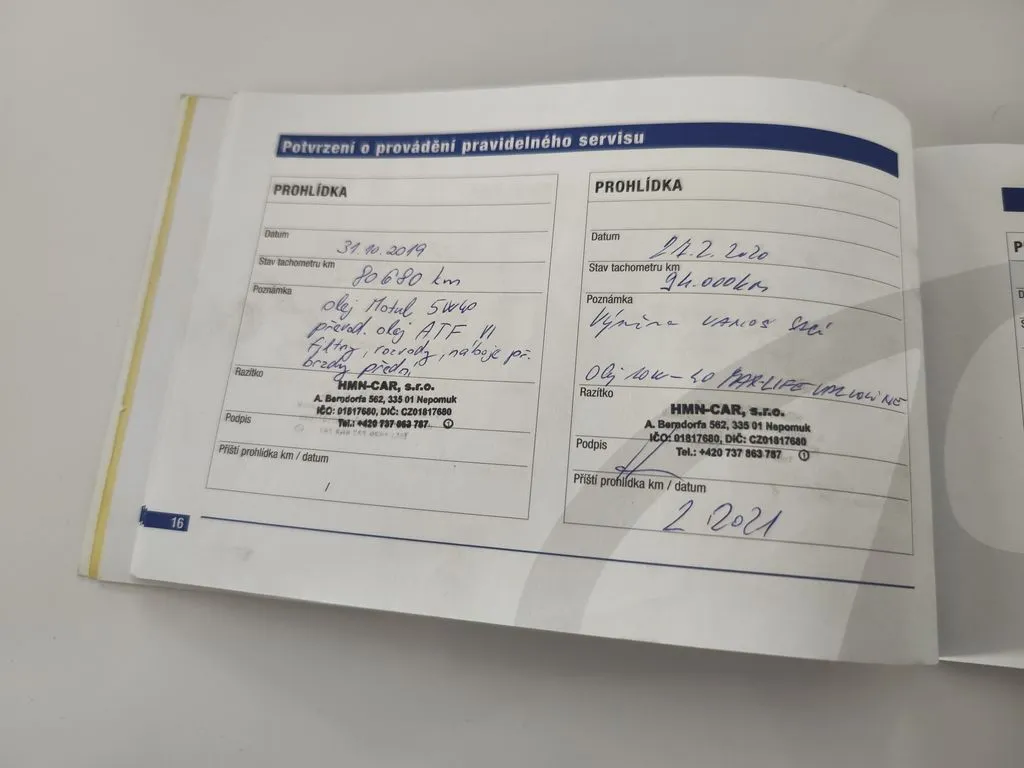 Potvrzení o provádění pravidelného servisu
PROHLÍDKA
Datum
31.10.2019
Stav tachometru km
80680 km
Poznámka
olej Motul 5W40
převod. olej ATF VI
filtry, rozvody, náboje př.
brzdy předn.
Razítko
HMN-CAR, s.r.o.
A. Berndorfa 562, 335 01 Nepomuk
IČO: 01817680, DIČ: CZ01817680
Tel.: +420 737 863 787 1
Podpis
Příští prohlídka km / datum
/
PROHLÍDKA
Datum
2.2020
Stav tachometru km
94.000km
Poznámka
Výměna
Olej 10W-40
Razítko
HMN-CAR, s.r.o.
A. Berndorfa 562, 335 01 Nepomuk
IČO: 01817680, DIČ: CZ01817680
Tel.: +420 737 863 787 1
Podpis
Příští prohlídka km / datum
2.2021
16